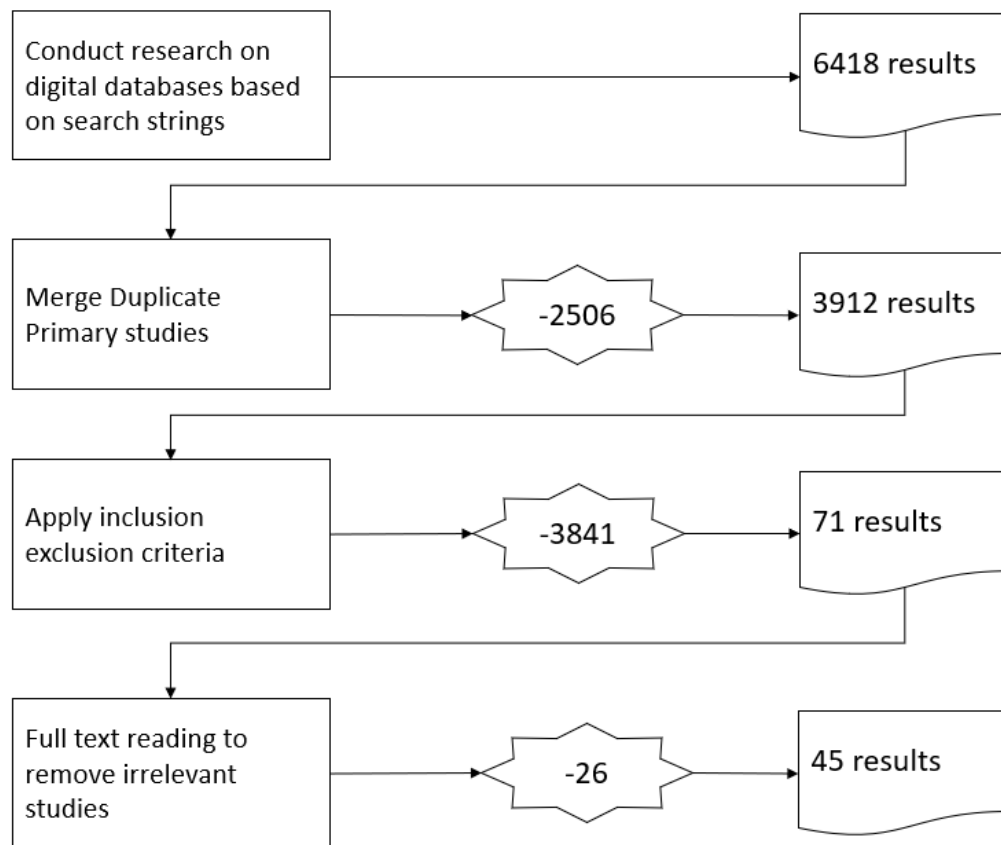 Conduct research on
digital databases based
on search strings
6418 results
Merge Duplicate
Primary studies
-2506
3912 results
Apply inclusion
exclusion criteria
-3841
71 results
Full text reading to
remove irrelevant
studies
-26
45 results